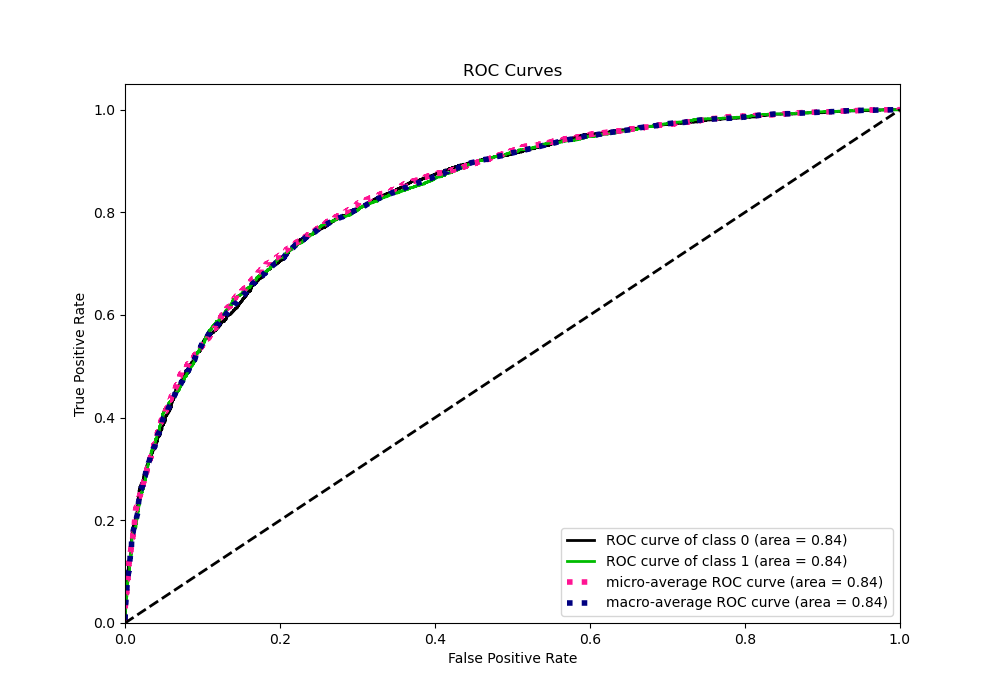 ROC Curves
True Positive Rate
1.0
0.8
0.6
0.4
0.2
0.0
ROC curve of class 0 (area = 0.84)
ROC curve of class 1 (area = 0.84)
micro-average ROC curve (area = 0.84)
macro-average ROC curve (area = 0.84)
0.0 0.2 0.4 0.6 0.8 1.0
False Positive Rate